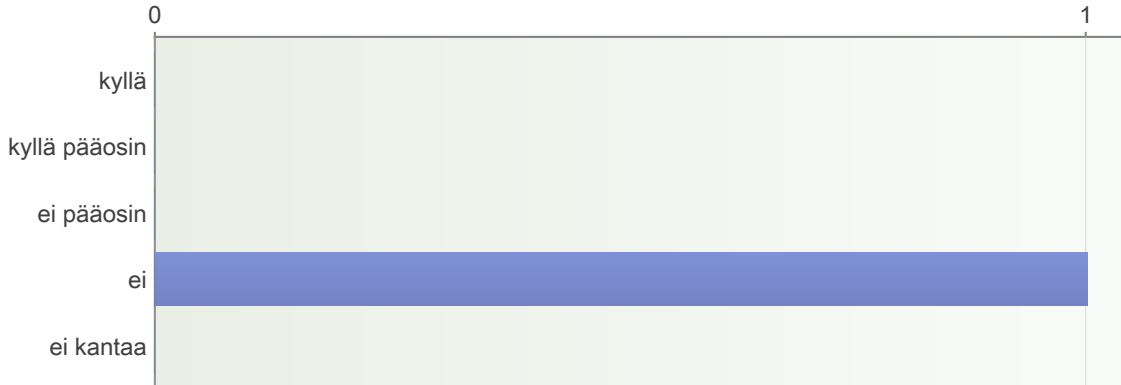 0 1
kyllä
kyllä pääosin
ei pääosin
ei
ei kantaa